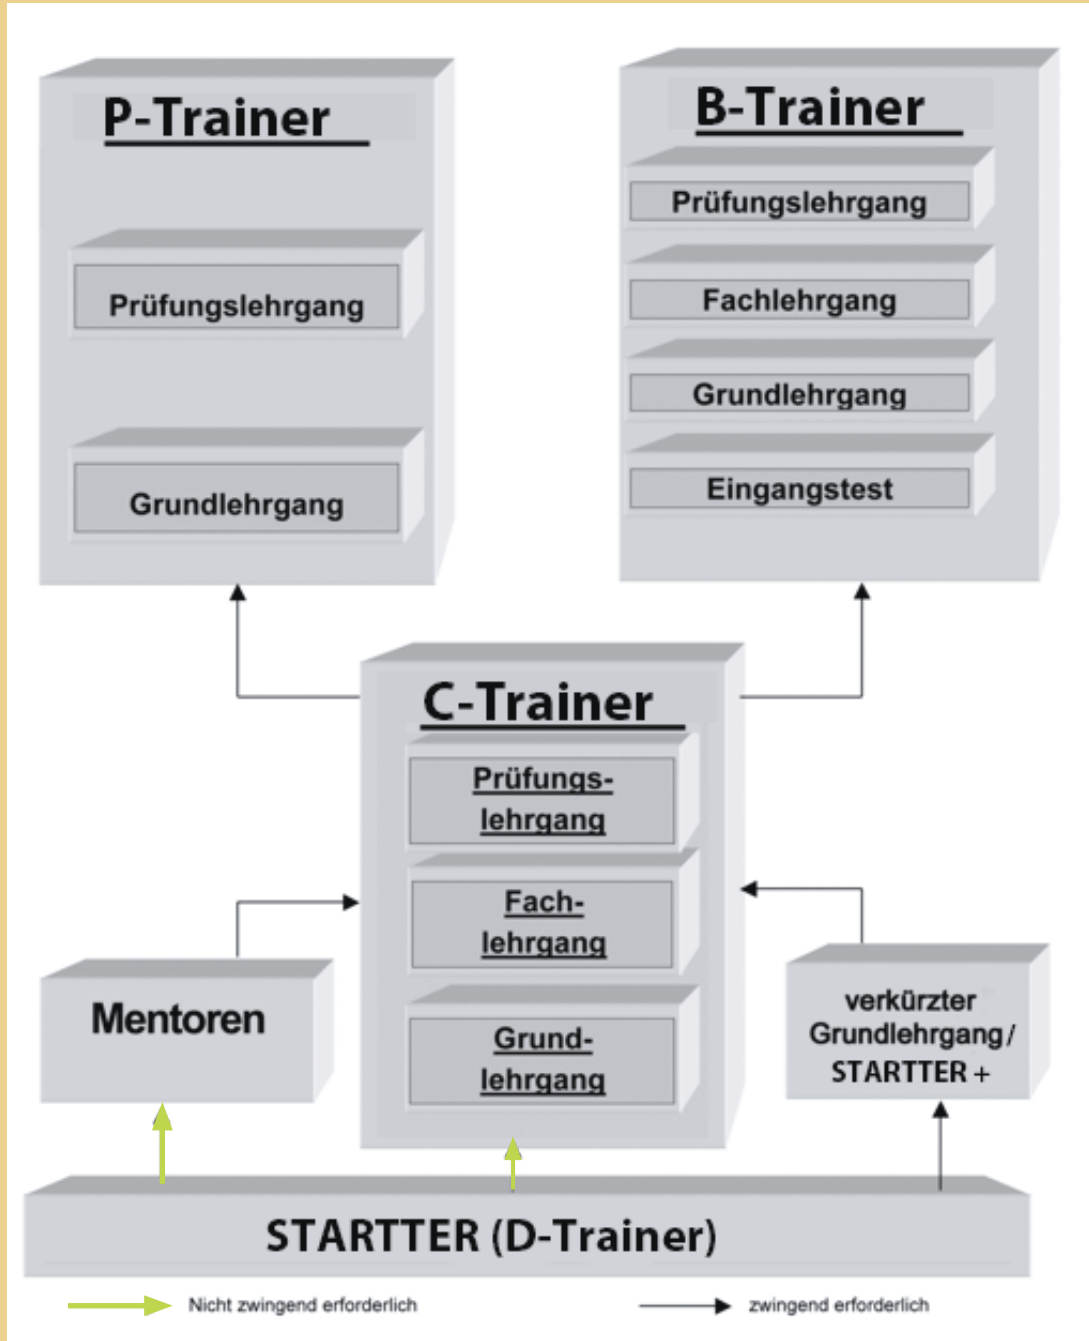 P-Trainer
Prüfungslehrgang
Grundlehrgang
B-Trainer
Prüfungslehrgang
Fachlehrgang
Grundlehrgang
Eingangstest
C-Trainer
Prüfungs-
lehrgang
Fach-
lehrgang
Grund-
lehrgang
Mentoren
verkürzter
Grundlehrgang/
STARTTER +
STARTTER (D-Trainer)
Nicht zwingend erforderlich
zwingend erforderlich